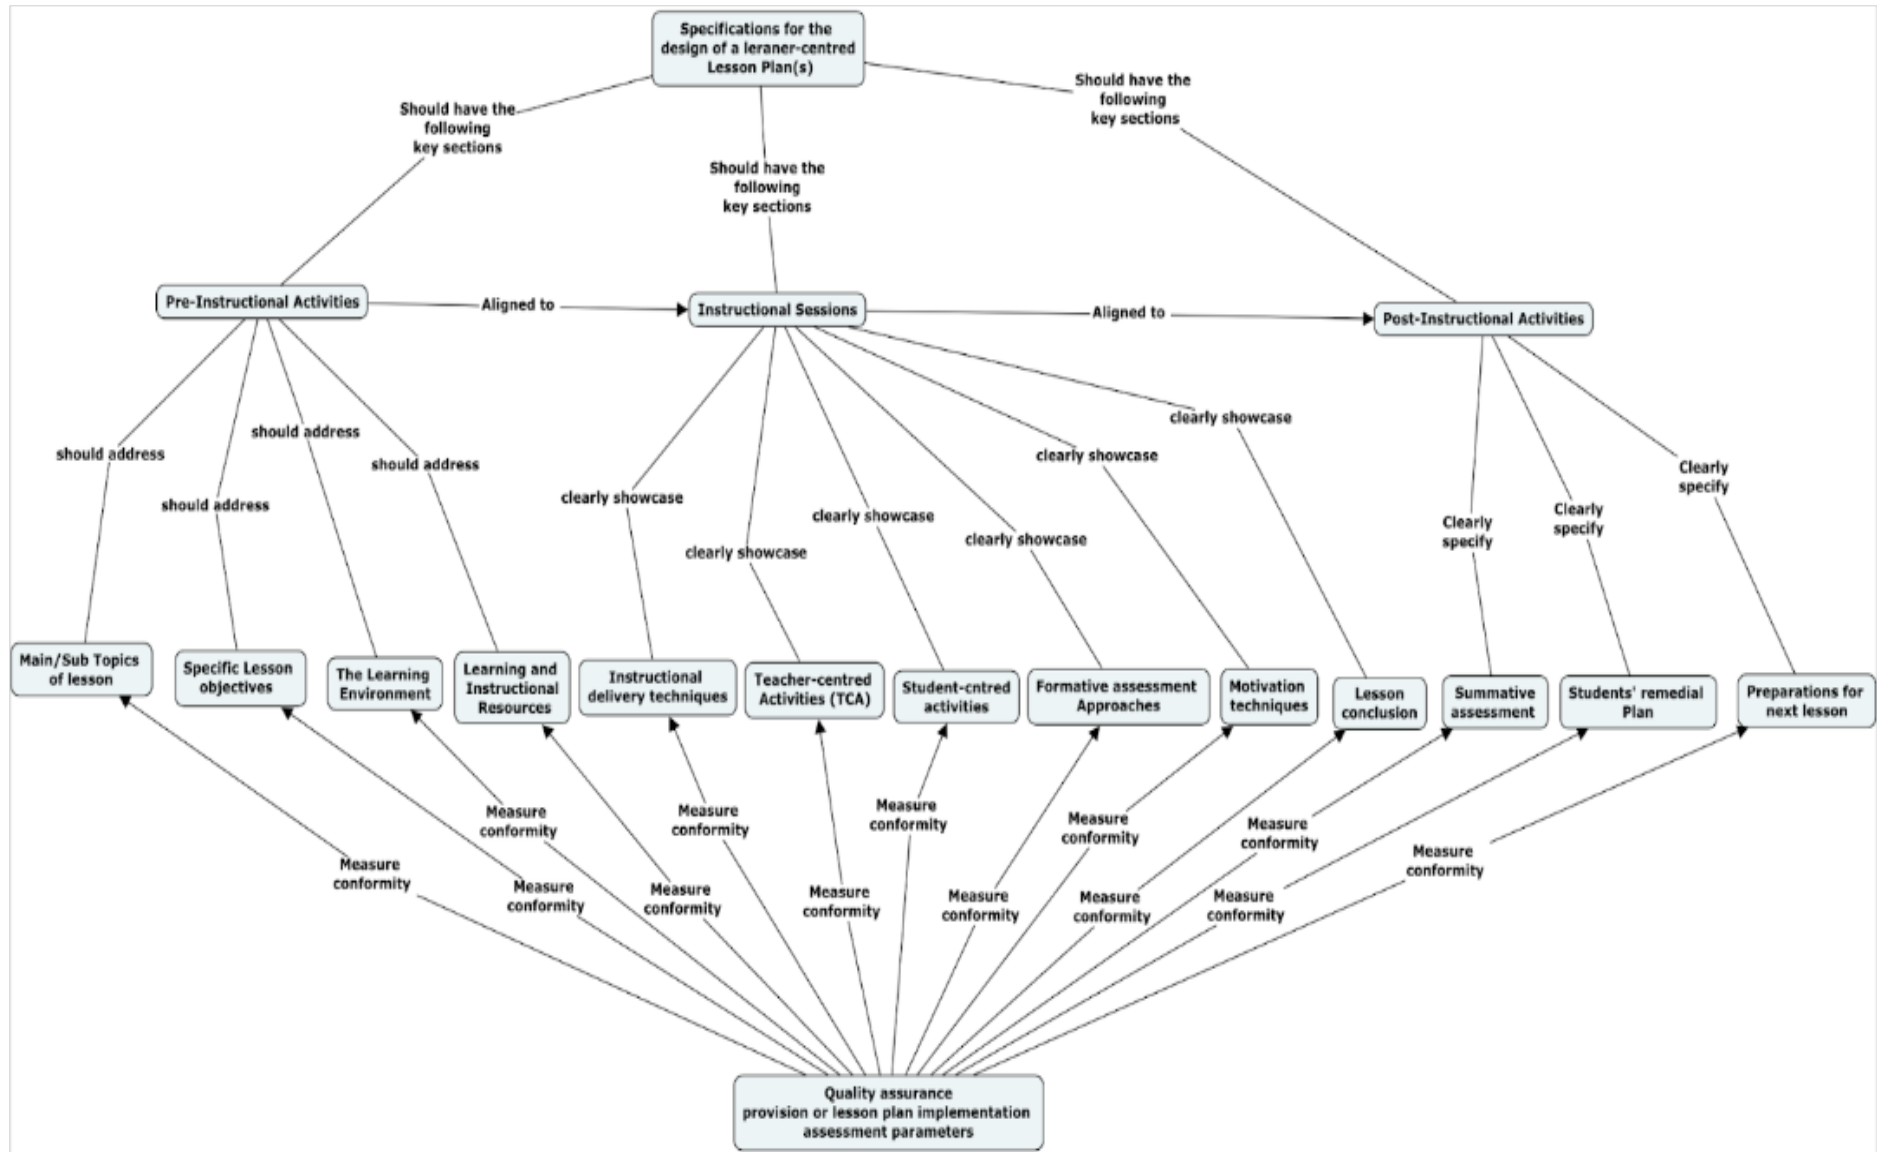 Specifications for the
design of a leraner-centred
Lesson Plan(s)
Should have the
following
key sections
Should have the
following
key sections
Should have the
following
key sections
Pre-Instructional Activities
Aligned to
Instructional Sessions
Aligned to
Post-Instructional Activities
should address
should address
should address
should address
clearly showcase
clearly showcase
clearly showcase
clearly showcase
clearly showcase
clearly showcase
Clearly
specify
Clearly
specify
Clearly
specify
Main/Sub Topics
of lesson
Specific Lesson
objectives
The Learning
Environment
Learning and
Instructional
Resources
Instructional
delivery techniques
Teacher-centred
Activities (TCA)
Student-cntred
activities
Formative assessment
Approaches
Motivation
techniques
Lesson
conclusion
Summative
assessment
Students' remedial
Plan
Preparations for
next lesson
Measure
conformity
Measure
conformity
Measure
conformity
Measure
conformity
Measure
conformity
Measure
conformity
Measure
conformity
Measure
conformity
Measure
conformity
Measure
conformity
Measure
conformity
Measure
conformity
Measure
conformity
Quality assurance
provision or lesson plan implementation
assessment parameters